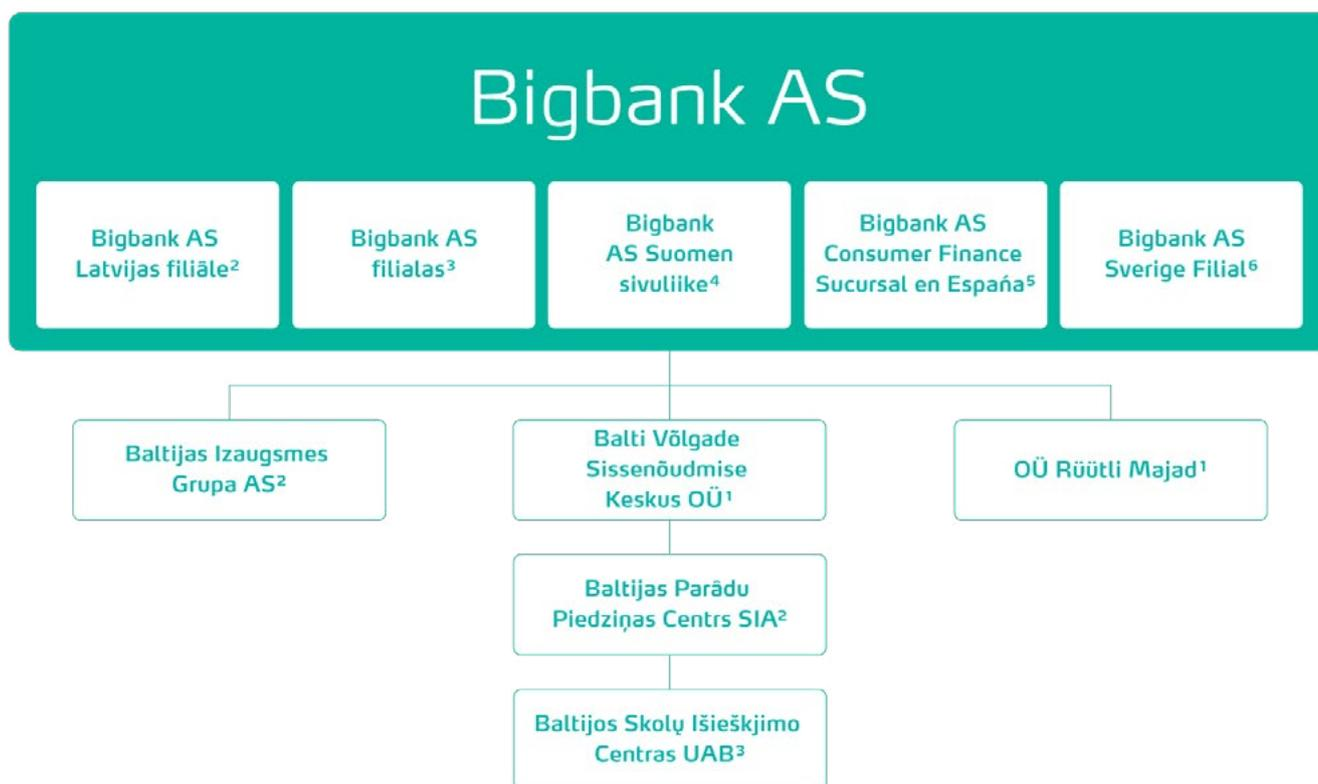 Bigbank AS
Bigbank AS
Latvijas filiāle²
Bigbank AS
filialas³
Bigbank
AS Suomen
sivuliike⁴
Bigbank AS
Consumer Finance
Sucursal en Espańa⁵
Bigbank AS
Sverige Filial⁶
Baltijas Izaugsmes
Grupa AS²
Balti Võlgade
Sissenõudmise
Keskus OÜ¹
OÜ Rüütli Majad¹
Baltijas Parādu
Piedziņas Centrs SIA²
Baltijos Skolų Išieškjimo
Centras UAB³